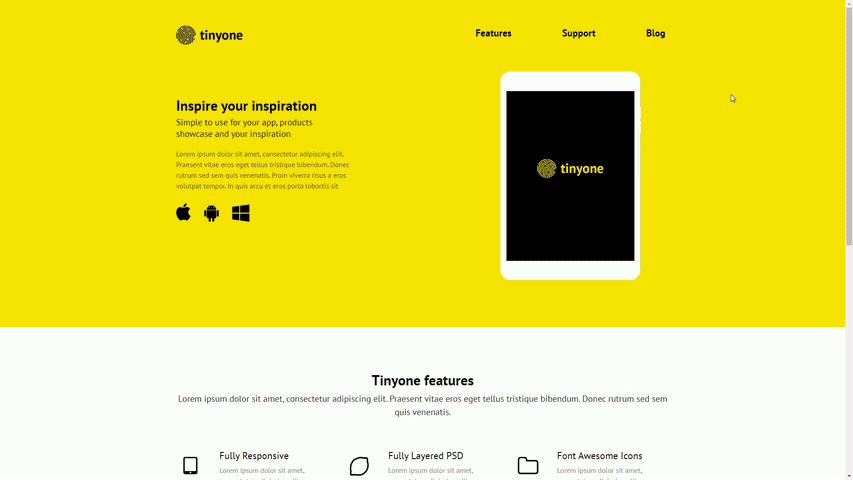 tinyone
Features Support Blog
Inspire your inspiration
Simple to use for your app, products
showcase and your inspiration
Lorem ipsum dolor sit amet, consectetur adipiscing elit.
Praesent vitae eros eget tellus tristique bibendum. Donec
rutrum sed sem quis venenatis. Proin viverra risus a eros
volutpat tempor. In quis arcu et eros porta lobortis sit
tinyone
Tinyone features
Lorem ipsum dolor sit amet, consectetur adipiscing elit. Praesent vitae eros eget tellus tristique bibendum. Donec rutrum sed sem
quis venenatis.
Fully Responsive
Lorem ipsum dolor sit amet,
Fully Layered PSD
Lorem ipsum dolor sit amet,
Font Awesome Icons
Lorem ipsum dolor sit amet,